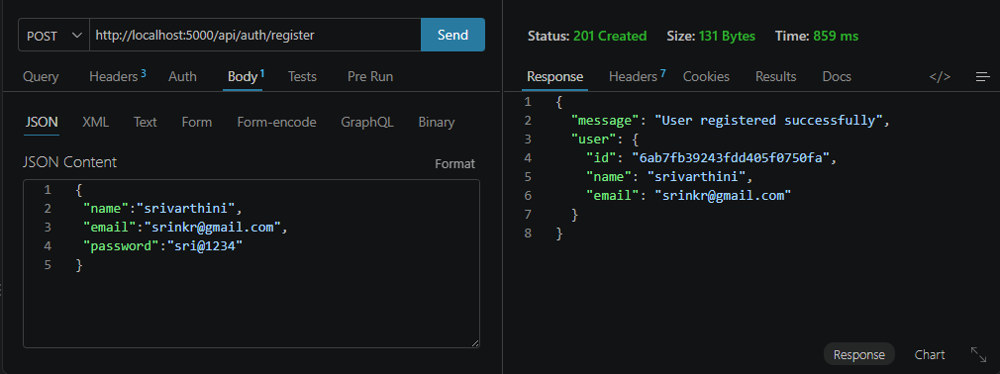 POST http://localhost:5000/api/auth/register Send
Query Headers 3 Auth Body 1 Tests Pre Run
JSON XML Text Form Form-encode GraphQL Binary
JSON Content Format
1 {
2 "name":"srivarthini",
3 "email":"srinkr@gmail.com",
4 "password":"sri@1234"
5 }
Status: 201 Created Size: 131 Bytes Time: 859 ms
Response Headers 7 Cookies Results Docs </>
1 {
2 "message": "User registered successfully",
3 "user": {
4 "id": "6ab7fb39243fdd405f0750fa",
5 "name": "srivarthini",
6 "email": "srinkr@gmail.com"
7 }
8 }
Response Chart